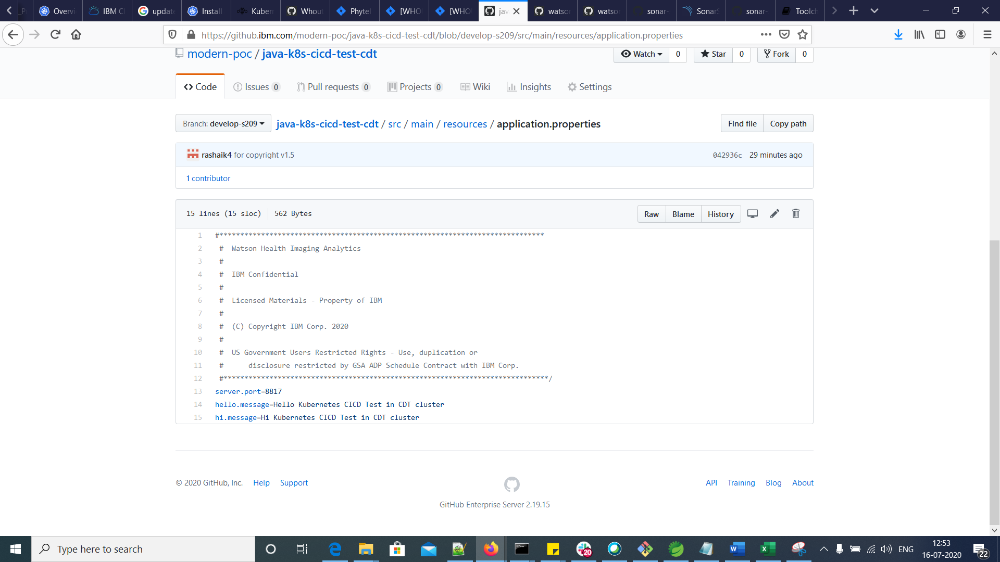 Overvi
IBM Cl
update
Install
Kubern
Whout
Phytel
[WHO
[WHO
jav
watson
watson
sonar-
SonarS
sonar-
Toolch
https://github.ibm.com/modern-poc/java-k8s-cicd-test-cdt/blob/develop-s209/src/main/resources/application.properties
modern-poc / java-k8s-cicd-test-cdt
Watch 0 Star 0 Fork 0
Code Issues 0 Pull requests 0 Projects 0 Wiki Insights Settings
Branch: develop-s209 java-k8s-cicd-test-cdt / src / main / resources / application.properties Find file Copy path
rashaik4 for copyright v1.5 042936c 29 minutes ago
1 contributor
15 lines (15 sloc) 562 Bytes Raw Blame History
1 #******************************************************************************
2 # Watson Health Imaging Analytics
3 #
4 # IBM Confidential
5 #
6 # Licensed Materials - Property of IBM
7 #
8 # (C) Copyright IBM Corp. 2020
9 #
10 # US Government Users Restricted Rights - Use, duplication or
11 # disclosure restricted by GSA ADP Schedule Contract with IBM Corp.
12 #******************************************************************************/
13 server.port=8817
14 hello.message=Hello Kubernetes CICD Test in CDT cluster
15 hi.message=Hi Kubernetes CICD Test in CDT cluster
© 2020 GitHub, Inc. Help Support API Training Blog About
GitHub Enterprise Server 2.19.15
Type here to search
20
ENG
12:53
16-07-2020
22